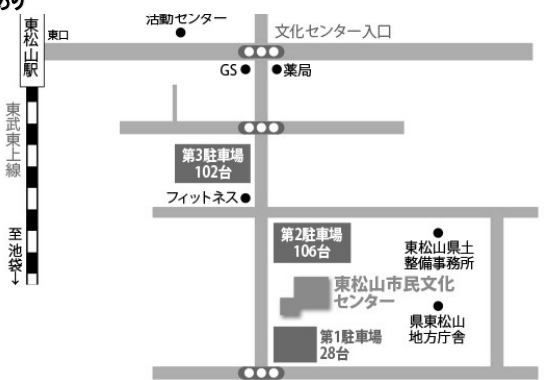 あり
活動センター
東松山駅
東口
文化センター入口
GS
薬局
東武東上線
第3駐車場
102台
フィットネス
至池袋↓
第2駐車場
106台
東松山県土
整備事務所
東松山市民文化
センター
県東松山
地方庁舎
第1駐車場
28台